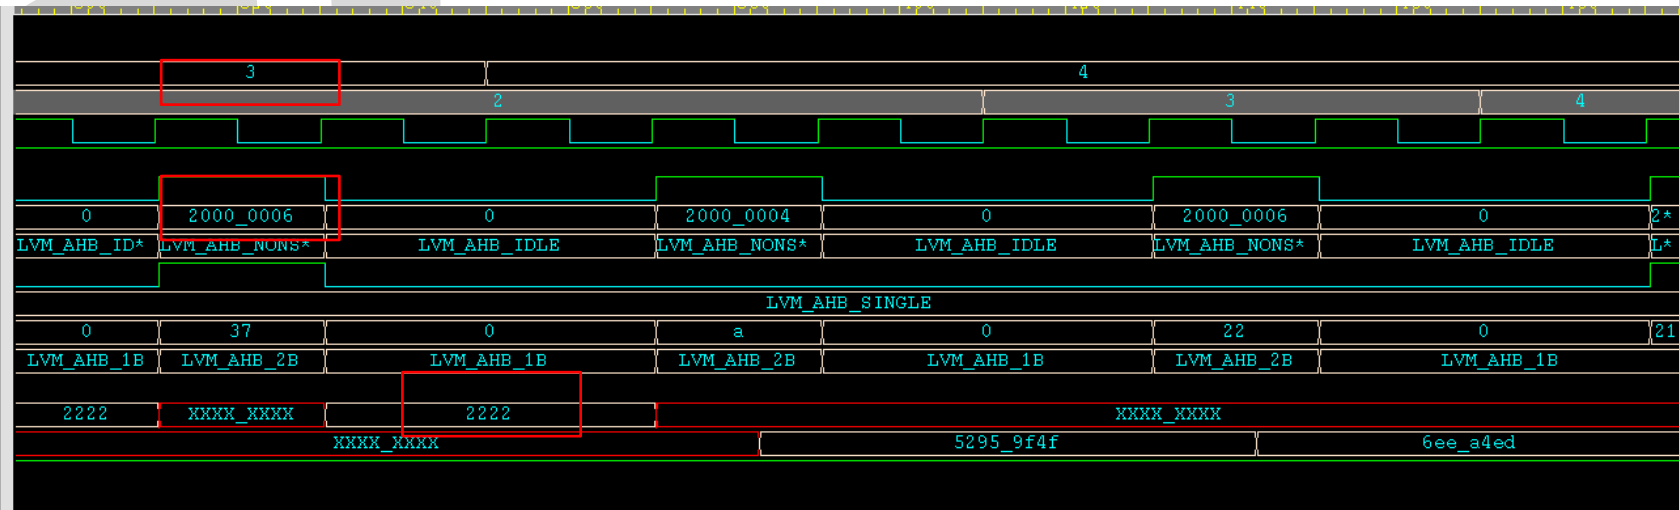 3 4
2 3 4
0 2000_0006 0 2000_0004 0 2000_0006 0 2*
LVM_AHB_ID* LVM_AHB_NONS* LVM_AHB_IDLE LVM_AHB_NONS* LVM_AHB_IDLE LVM_AHB_NONS* LVM_AHB_IDLE L*
LVM_AHB_SINGLE
0 37 0 a 0 22 0 21
LVM_AHB_1B LVM_AHB_2B LVM_AHB_1B LVM_AHB_2B LVM_AHB_1B LVM_AHB_2B LVM_AHB_1B
2222 XXXX_XXXX 2222 XXXX_XXXX
XXXX_XXXX 5295_9f4f 6ee_a4ed